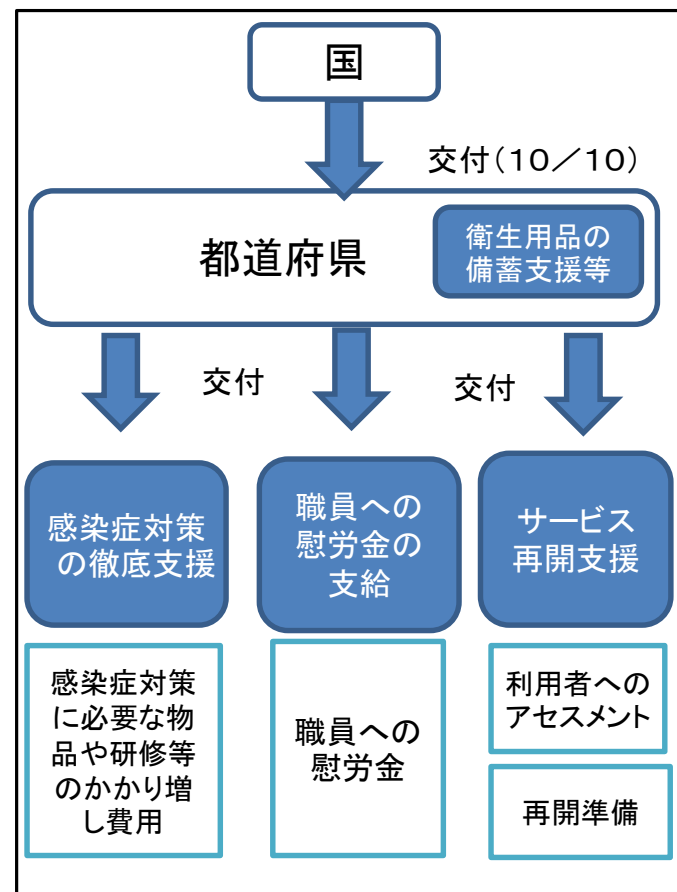 国
交付(10/10)
都道府県
衛生用品の
備蓄支援等
交付
交付
感染症対策
の徹底支援
職員への
慰労金の
支給
サービス
再開支援
感染症対策
に必要な物
品や研修等
のかかり増
し費用
職員への
慰労金
利用者への
アセスメント
再開準備